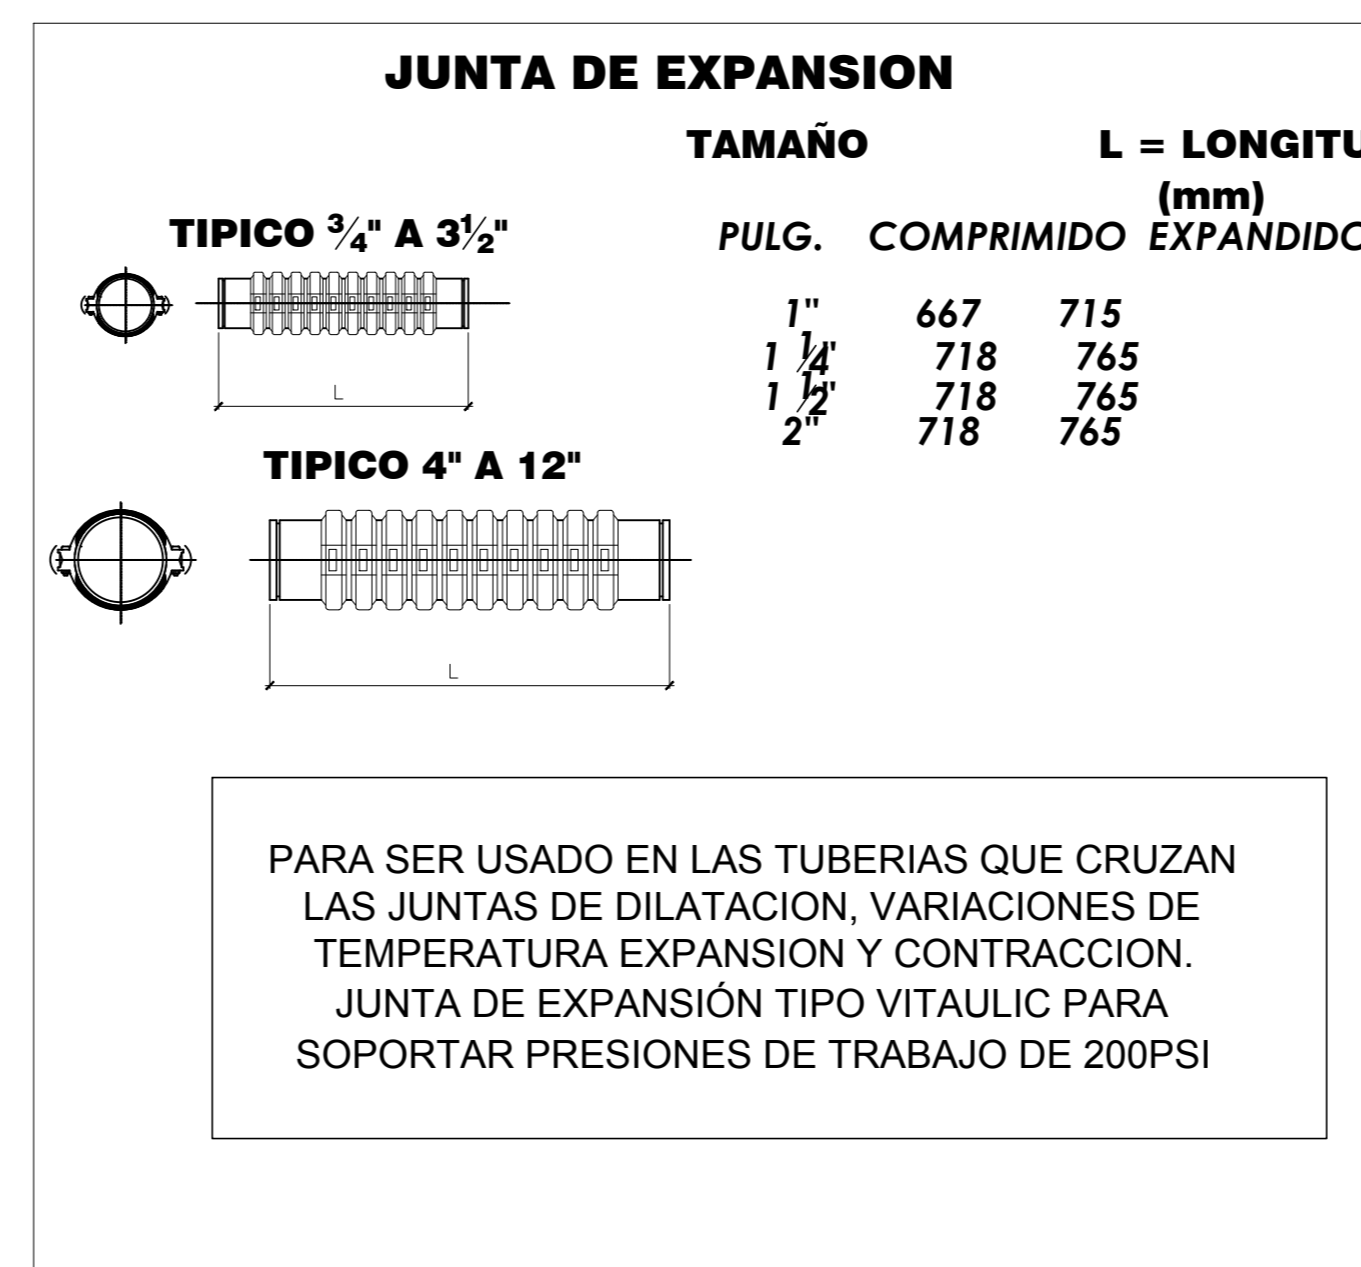 JUNTA DE EXPANSION
TAMAÑO L = LONGITU
(mm)
TIPICO 3/4" A 3 1/2"
PULG. COMPRIMIDO EXPANDIDO
1" 667 715
1 1/4" 718 765
1 1/2" 718 765
2" 718 765
L
TIPICO 4" A 12"
L
PARA SER USADO EN LAS TUBERIAS QUE CRUZAN
LAS JUNTAS DE DILATACION, VARIACIONES DE
TEMPERATURA EXPANSION Y CONTRACCION.
JUNTA DE EXPANSIÓN TIPO VITAULIC PARA
SOPORTAR PRESIONES DE TRABAJO DE 200PSI